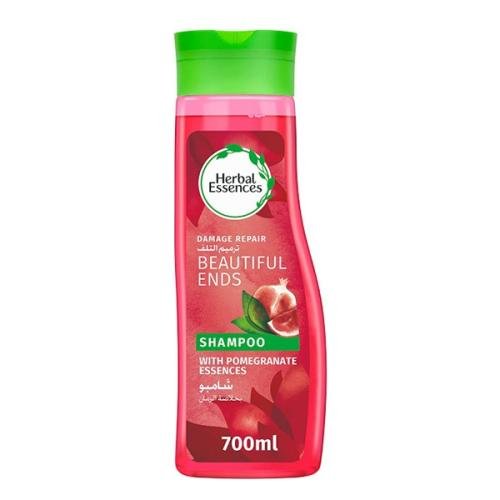 Herbal
Essences
DAMAGE REPAIR
ترميم التلف
BEAUTIFUL
ENDS
SHAMPOO
WITH POMEGRANATE
ESSENCES
شامبو
بخلاصة الرمان
700ml